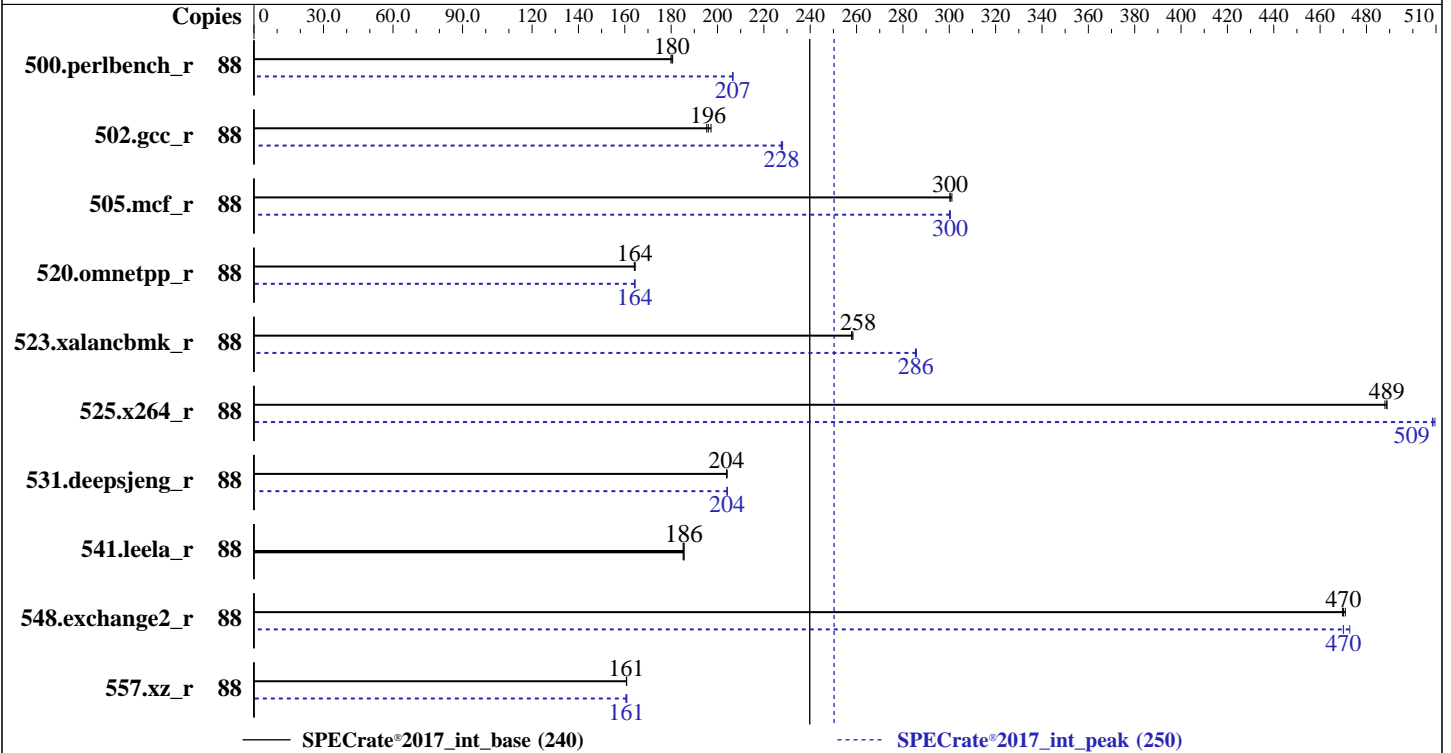 Copies 0 30.0 60.0 90.0 120 140 160 180 200 220 240 260 280 300 320 340 360 380 400 420 440 460 480 510
180
500.perlbench_r 88
207
196
502.gcc_r 88
228
300
505.mcf_r 88
300
164
520.omnetpp_r 88
164
258
523.xalancbmk_r 88
286
489
525.x264_r 88
509
204
531.deepsjeng_r 88
204
186
541.leela_r 88
470
548.exchange2_r 88
470
161
557.xz_r 88
161
SPECrate®2017_int_base (240) SPECrate®2017_int_peak (250)